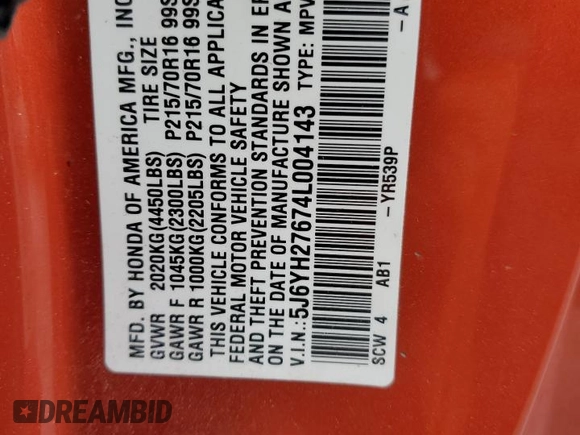 MFD. BY HONDA OF AMERICA MFG., INC.
TIRE SIZE
GVWR 2020KG(4450LBS)
GAWR F 1045KG(2300LBS) P215/70R16 99S
GAWR R 1000KG(2205LBS) P215/70R16 99S
THIS VEHICLE CONFORMS TO ALL
FEDERAL MOTOR VEHICLE SAFETY
AND THEFT PREVENTION STANDARDS IN
ON THE DATE OF MANUFACTURE SHOWN
V.I.N.:5J6YH27674L004143 TYPE: MPV
SCW 4 AB1 -YR539P -A
DREAMBID